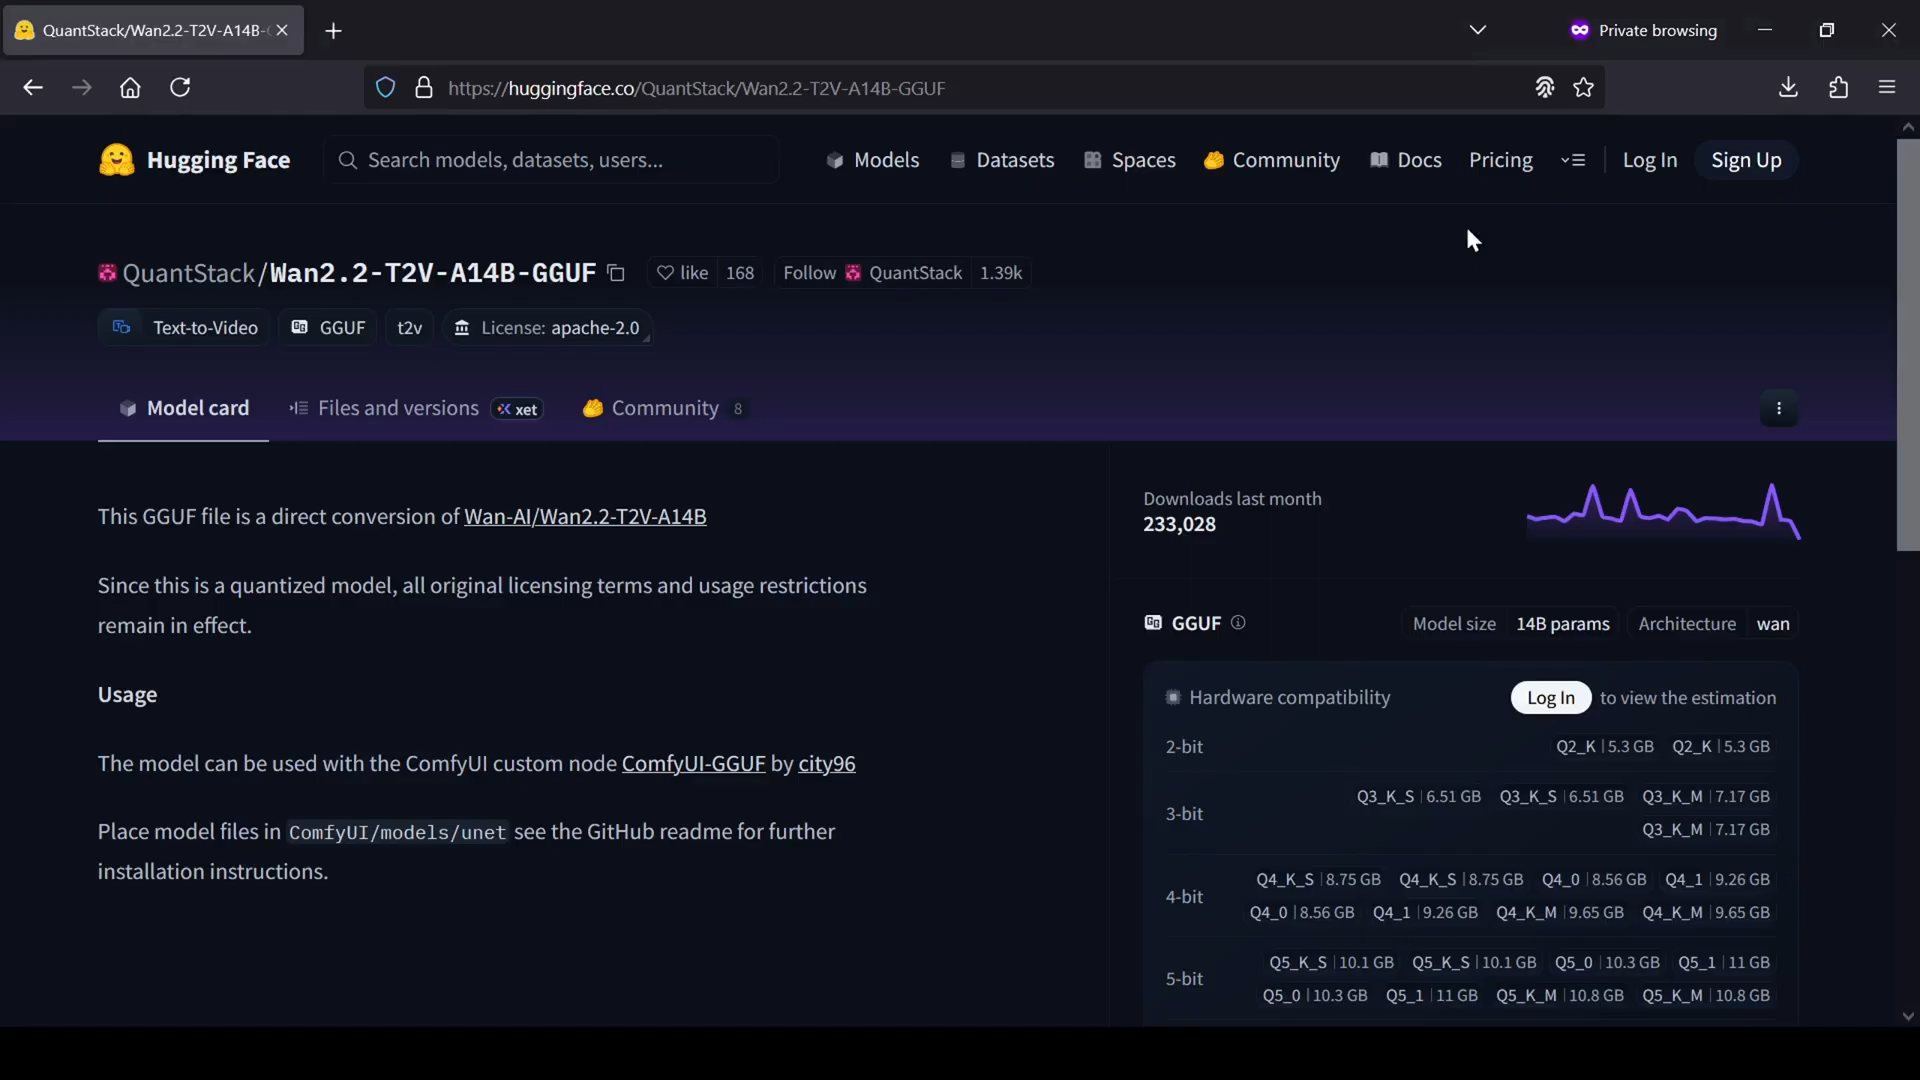 QuantStack/Wan2.2-T2V-A14B-
Private browsing
https://huggingface.co/QuantStack/Wan2.2-T2V-A14B-GGUF
Hugging Face
Search models, datasets, users...
Models
Datasets
Spaces
Community
Docs
Pricing
Log In
Sign Up
QuantStack/Wan2.2-T2V-A14B-GGUF
like 168
Follow QuantStack 1.39k
Text-to-Video
GGUF
t2v
License: apache-2.0
Model card
Files and versions xet
Community 8
This GGUF file is a direct conversion of Wan-AI/Wan2.2-T2V-A14B
Since this is a quantized model, all original licensing terms and usage restrictions
remain in effect.
Usage
The model can be used with the ComfyUI custom node ComfyUI-GGUF by city96
Place model files in ComfyUI/models/unet see the GitHub readme for further
installation instructions.
Downloads last month
233,028
GGUF
Model size 14B params
Architecture wan
Hardware compatibility
Log In to view the estimation
2-bit
Q2_K 5.3 GB Q2_K 5.3 GB
3-bit
Q3_K_S 6.51 GB Q3_K_S 6.51 GB Q3_K_M 7.17 GB
Q3_K_M 7.17 GB
4-bit
Q4_K_S 8.75 GB Q4_K_S 8.75 GB Q4_0 8.56 GB Q4_1 9.26 GB
Q4_0 8.56 GB Q4_1 9.26 GB Q4_K_M 9.65 GB Q4_K_M 9.65 GB
5-bit
Q5_K_S 10.1 GB Q5_K_S 10.1 GB Q5_0 10.3 GB Q5_1 11 GB
Q5_0 10.3 GB Q5_1 11 GB Q5_K_M 10.8 GB Q5_K_M 10.8 GB